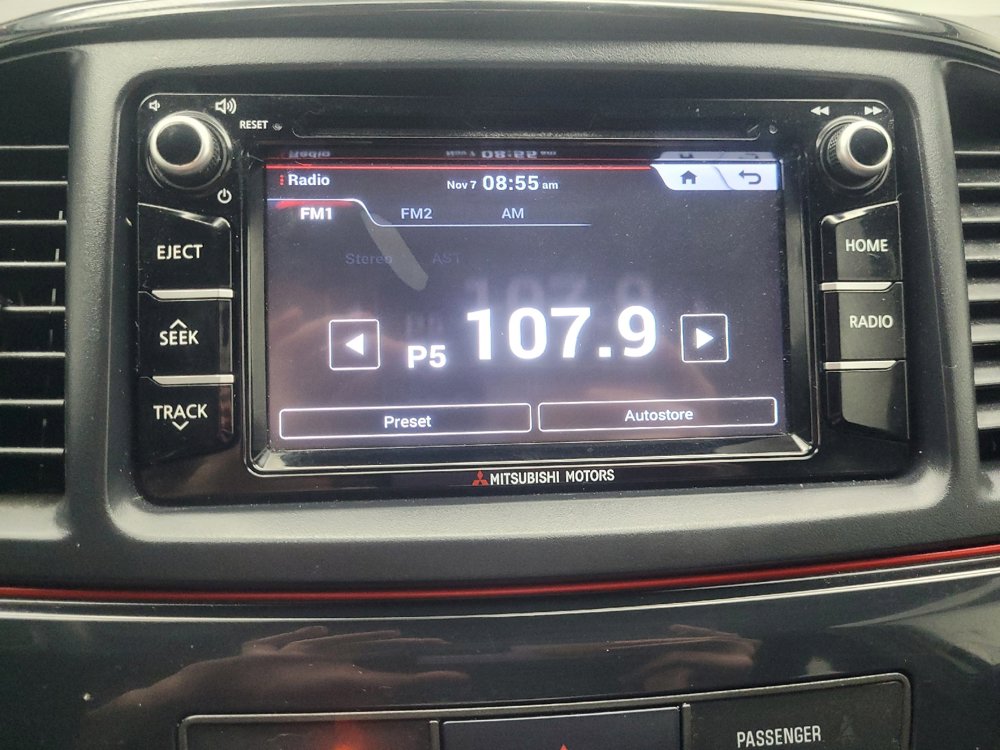 RESET
Radio
Nov 7 08:55 am
FM1
FM2
AM
Stereo
AST
EJECT
SEEK
TRACK
HOME
RADIO
P5
107.9
Preset
Autostore
MITSUBISHI MOTORS
PASSENGER